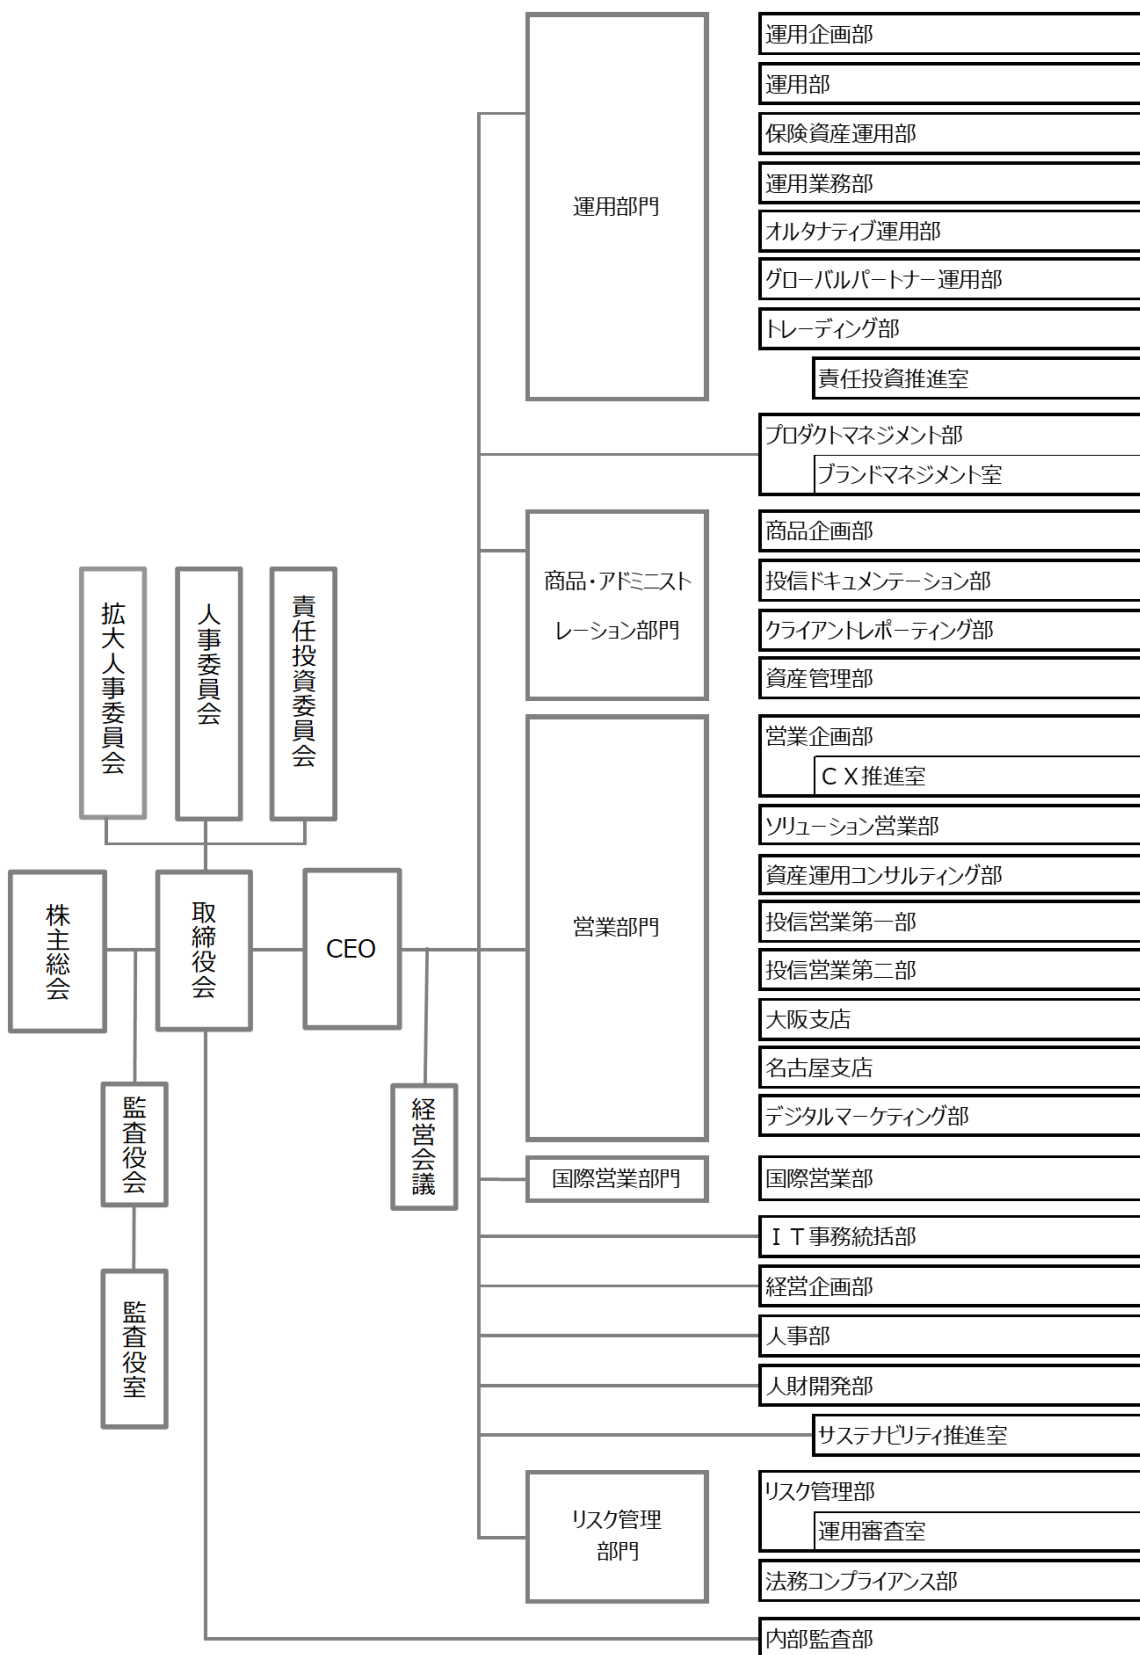 株主総会
監査役会
監査役室
拡大人事委員会
人事委員会
責任投資委員会
取締役会
CEO
経営会議
運用部門
運用企画部
運用部
保険資産運用部
運用業務部
オルタナティブ運用部
グローバルパートナー運用部
トレーディング部
責任投資推進室
プロダクトマネジメント部
ブランドマネジメント室
商品・アドミニスト
レーション部門
商品企画部
投信ドキュメンテーション部
クライアントレポーティング部
資産管理部
営業部門
営業企画部
ＣＸ推進室
ソリューション営業部
資産運用コンサルティング部
投信営業第一部
投信営業第二部
大阪支店
名古屋支店
デジタルマーケティング部
国際営業部門
国際営業部
ＩＴ事務統括部
経営企画部
人事部
人財開発部
サステナビリティ推進室
リスク管理
部門
リスク管理部
運用審査室
法務コンプライアンス部
内部監査部